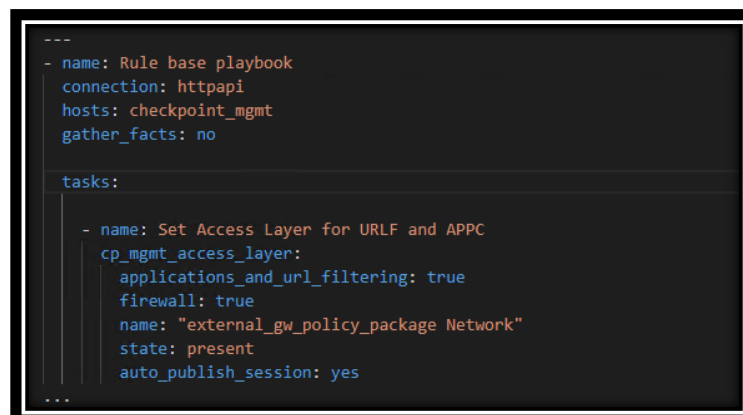 ---
- name: Rule base playbook
connection: httpapi
hosts: checkpoint_mgmt
gather_facts: no
tasks:
- name: Set Access Layer for URLF and APPC
cp_mgmt_access_layer:
applications_and_url_filtering: true
firewall: true
name: "external_gw_policy_package Network"
state: present
auto_publish_session: yes
...